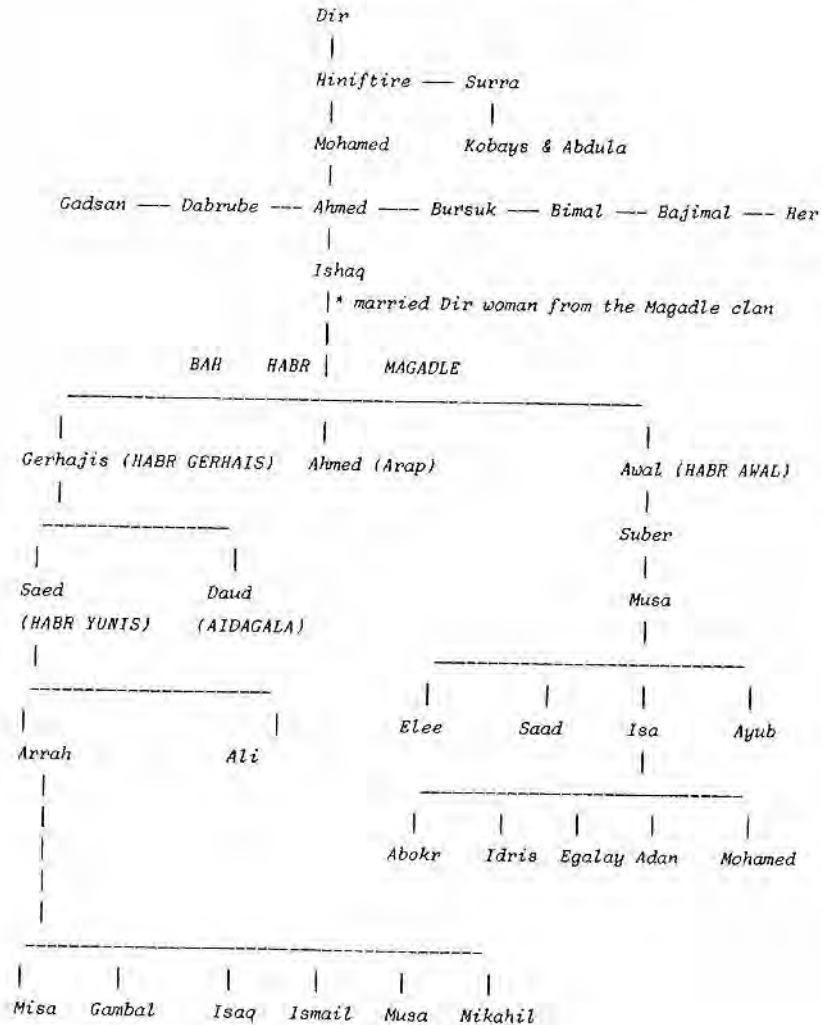 Dir
Hiniftire — Surra
Mohamed Kobays & Abdula
Gadsan — Dabrube --- Ahmed — Bursuk — Bimal — Bajimal — Her
Ishaq
* married Dir woman from the Magadle clan
BAH HABR MAGADLE
Gerhajis (HABR GERHAIS) Ahmed (Arap) Awal (HABR AWAL)
Suber
Saed Daud Musa
(HABR YUNIS) (AIDAGALA)
Elee Saad Isa Ayub
Arrah Ali
Abokr Idris Egalay Adan Mohamed
Misa Gambal Isaq Ismail Musa Mikahil